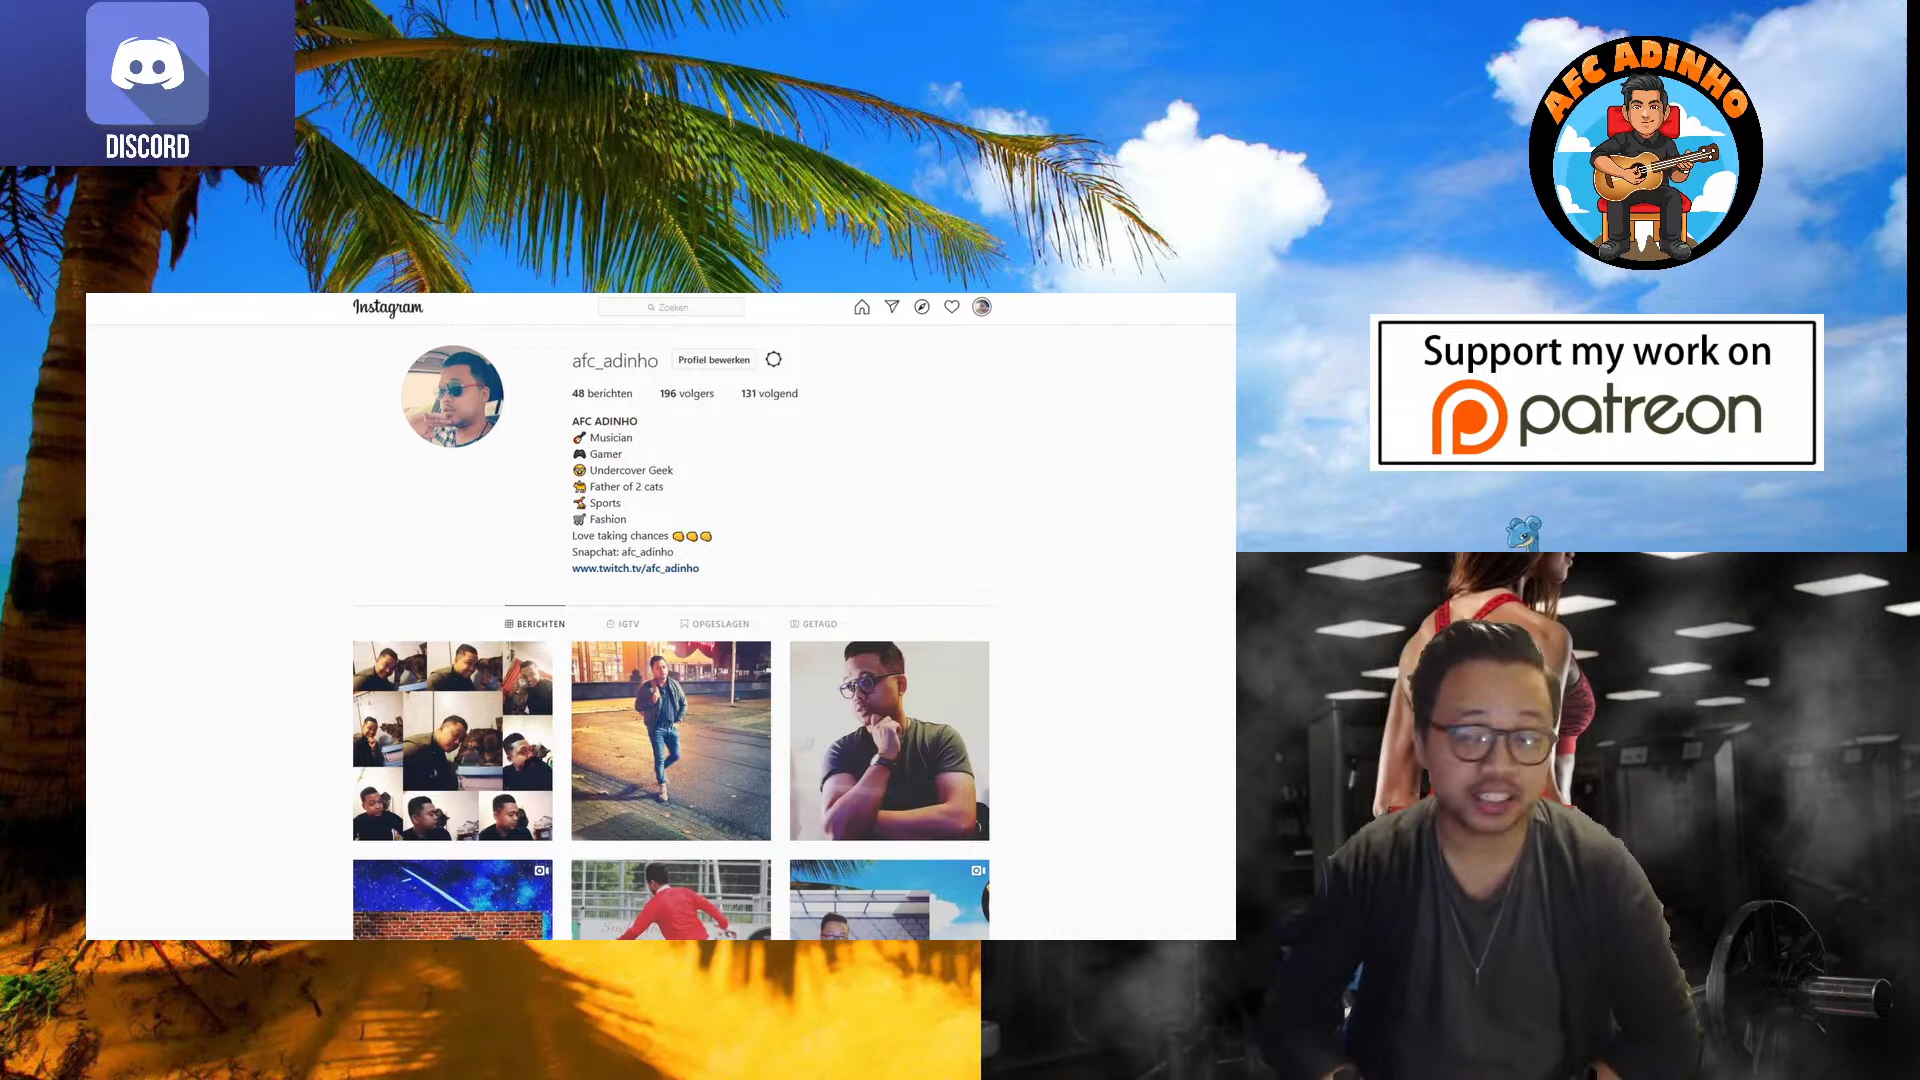 DISCORD
AFC ADINHO
Instagram
Zoeken
afc_adinho
Profiel bewerken
48 berichten 196 volgers 131 volgend
AFC ADINHO
Musician
Gamer
Undercover Geek
Father of 2 cats
Sports
Fashion
Love taking chances
Snapchat: afc_adinho
www.twitch.tv/afc_adinho
BERICHTEN IGTV OPGESLAGEN GETAGD
Support my work on
patreon